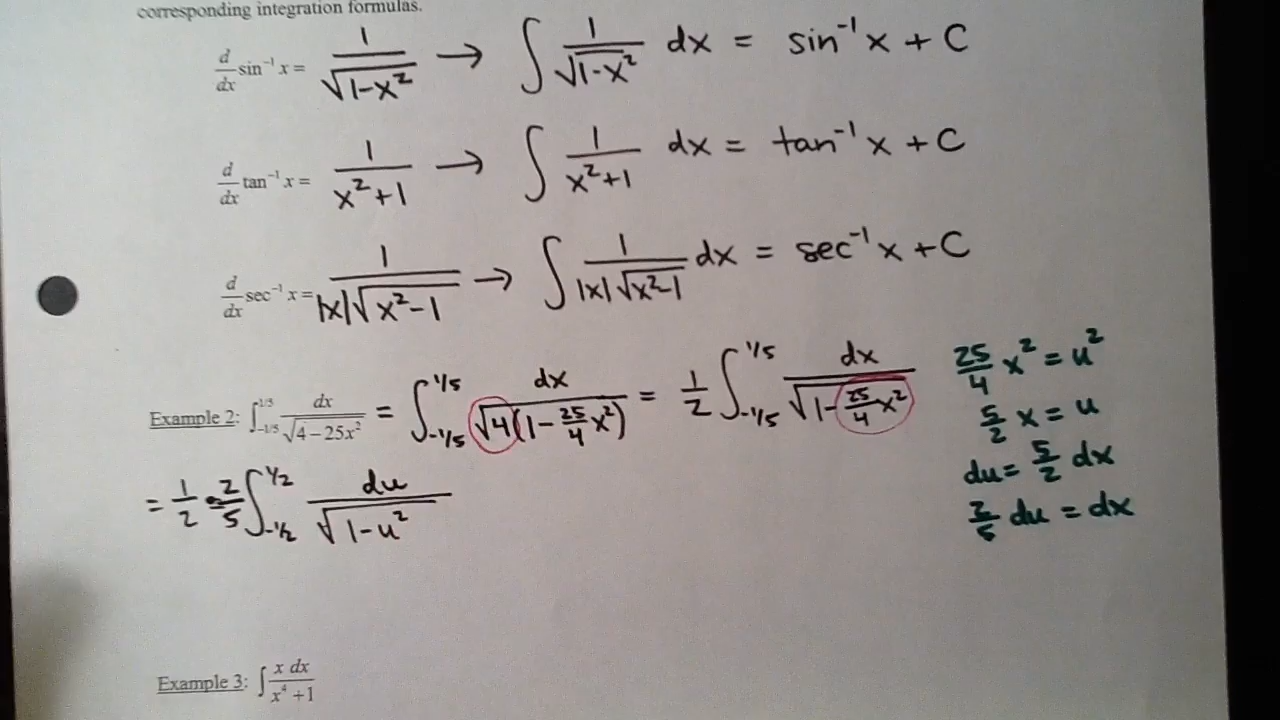 corresponding integration formulas.
d/dx sin⁻¹ x = 1/√(1-x²) → ∫ 1/√(1-x²) dx = sin⁻¹ x + C
d/dx tan⁻¹ x = 1/(x²+1) → ∫ 1/(x²+1) dx = tan⁻¹ x + C
d/dx sec⁻¹ x = 1/(|x|√(x²-1)) → ∫ 1/(|x|√(x²-1)) dx = sec⁻¹ x + C
Example 2: ∫_{-1/5}^{1/5} dx/√(4-25x²) = ∫_{-1/5}^{1/5} dx/√(4(1-25/4 x²)) = 1/2 ∫_{-1/5}^{1/5} dx/√(1-25/4 x²)
= 1/2 · 2/5 ∫_{-1/2}^{1/2} du/√(1-u²)
25/4 x² = u²
5/2 x = u
du = 5/2 dx
2/5 du = dx
Example 3: ∫ x dx/(x⁴+1)